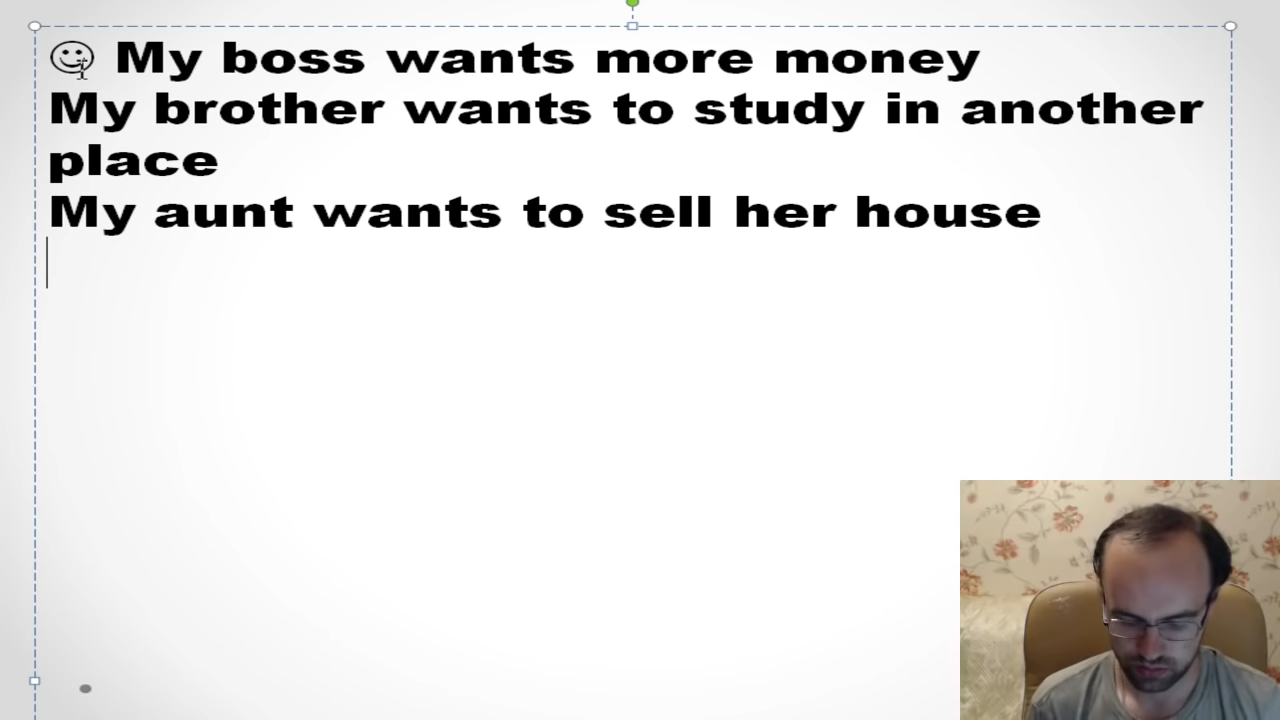 ☺ My boss wants more money
My brother wants to study in another
place
My aunt wants to sell her house